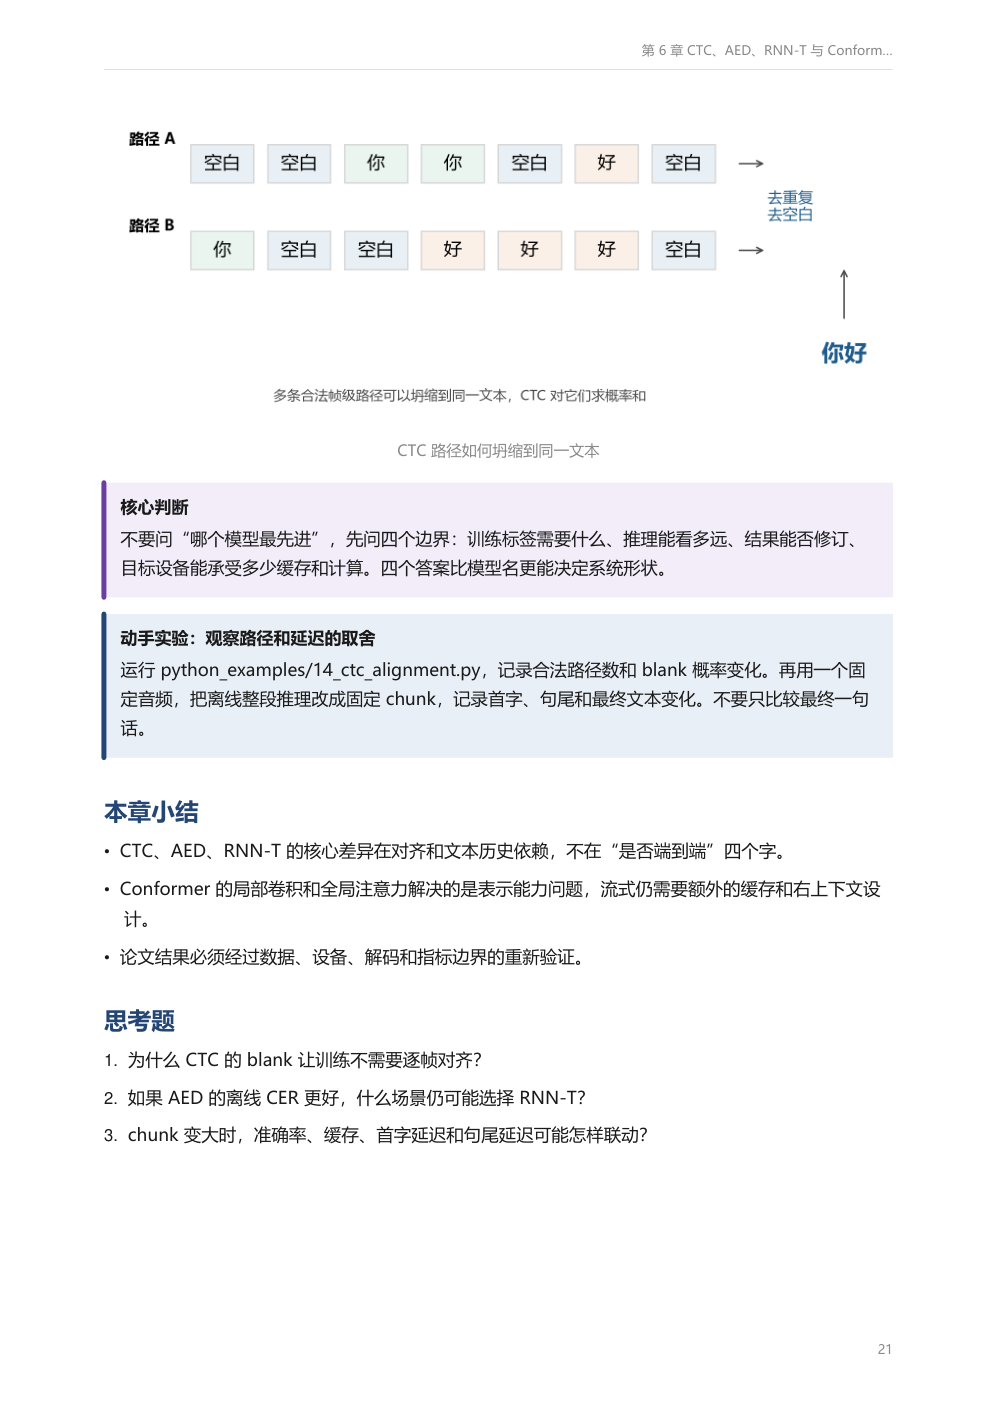 第 6 章 CTC、AED、RNN-T 与 Conform...
路径 A
空白 空白 你 你 空白 好 空白 →
去重复
去空白
路径 B
你 空白 空白 好 好 好 空白 →
你好
多条合法帧级路径可以坍缩到同一文本，CTC 对它们求概率和
CTC 路径如何坍缩到同一文本
核心判断
不要问“哪个模型最先进”，先问四个边界：训练标签需要什么、推理能看多远、结果能否修订、
目标设备能承受多少缓存和计算。四个答案比模型名更能决定系统形状。
动手实验：观察路径和延迟的取舍
运行 python_examples/14_ctc_alignment.py，记录合法路径数和 blank 概率变化。再用一个固
定音频，把离线整段推理改成固定 chunk，记录首字、句尾和最终文本变化。不要只比较最终一句
话。
本章小结
• CTC、AED、RNN-T 的核心差异在对齐和文本历史依赖，不在“是否端到端”四个字。
• Conformer 的局部卷积和全局注意力解决的是表示能力问题，流式仍需要额外的缓存和右上下文设
计。
• 论文结果必须经过数据、设备、解码和指标边界的重新验证。
思考题
1. 为什么 CTC 的 blank 让训练不需要逐帧对齐？
2. 如果 AED 的离线 CER 更好，什么场景仍可能选择 RNN-T？
3. chunk 变大时，准确率、缓存、首字延迟和句尾延迟可能怎样联动？
21